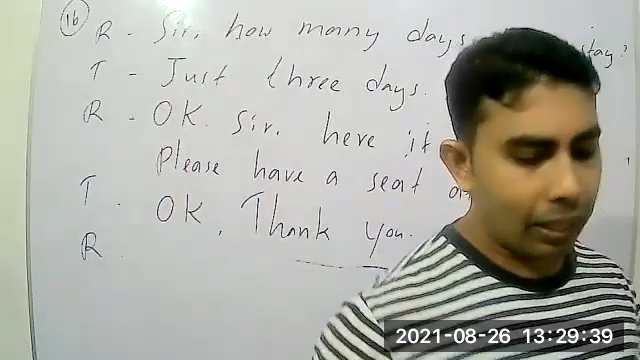 16
R - Sir, how many days stay?
T - Just three days.
R - OK. Sir, here it
Please have a seat
T . OK, Thank you.
R
2021-08-26 13:29:39